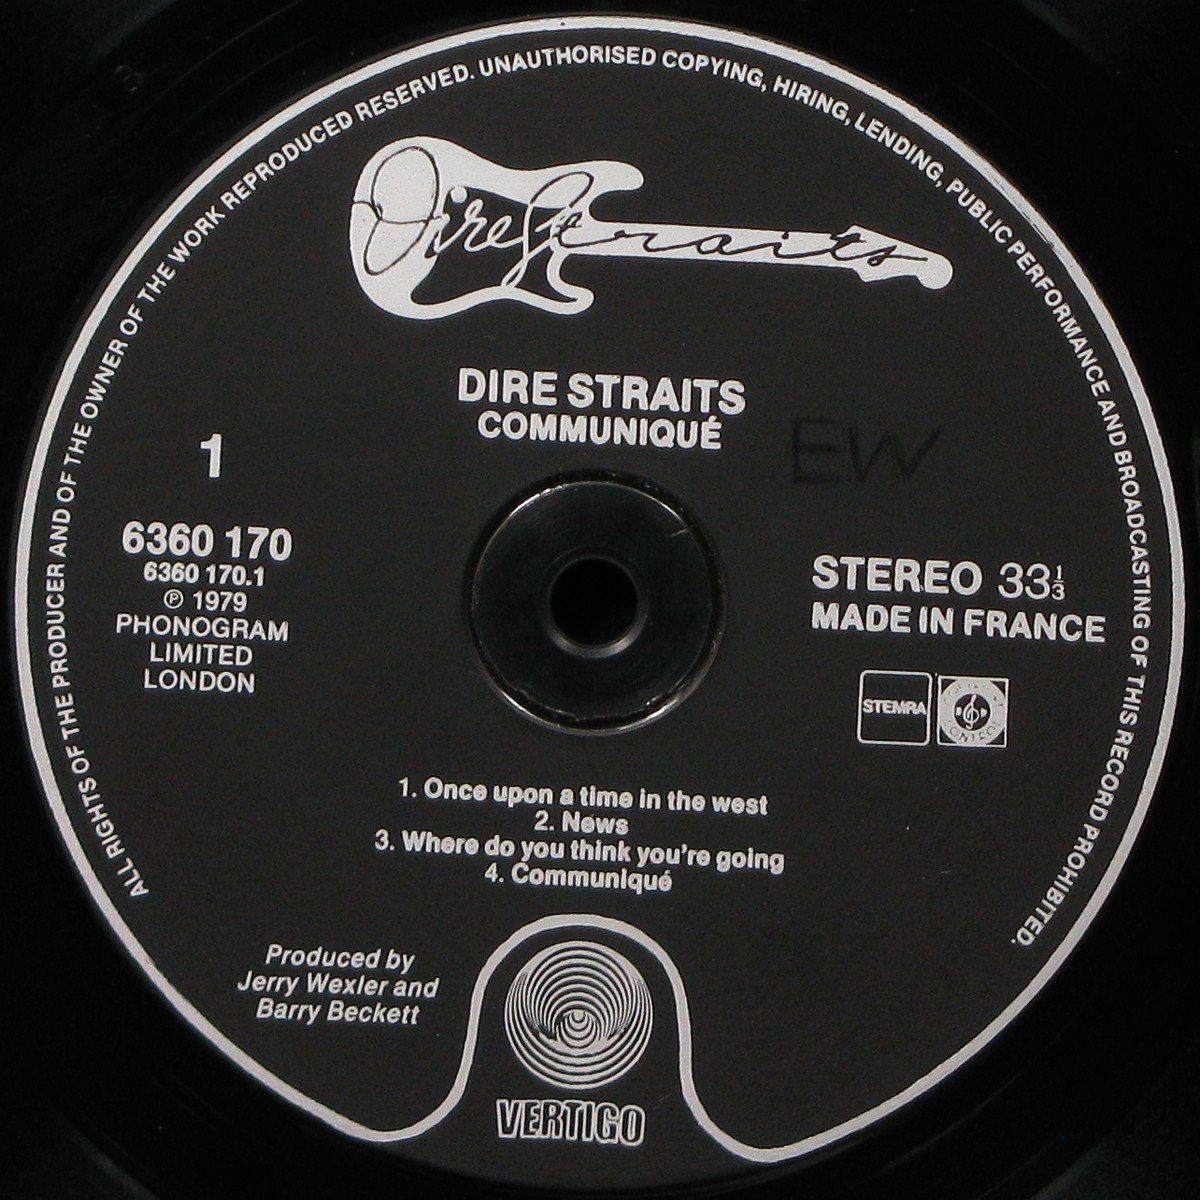 ALL RIGHTS OF THE PRODUCER AND OF THE OWNER OF THE WORK REPRODUCED RESERVED. UNAUTHORISED COPYING, HIRING, LENDING, PUBLIC PERFORMANCE AND BROADCASTING OF THIS RECORD PROHIBITED.
Dire Straits
DIRE STRAITS
COMMUNIQUÉ
EW
1
6360 170
6360 170.1
℗ 1979
PHONOGRAM
LIMITED
LONDON
STEREO 33⅓
MADE IN FRANCE
STEMRA
1. Once upon a time in the west
2. News
3. Where do you think you're going
4. Communiqué
Produced by
Jerry Wexler and
Barry Beckett
VERTIGO